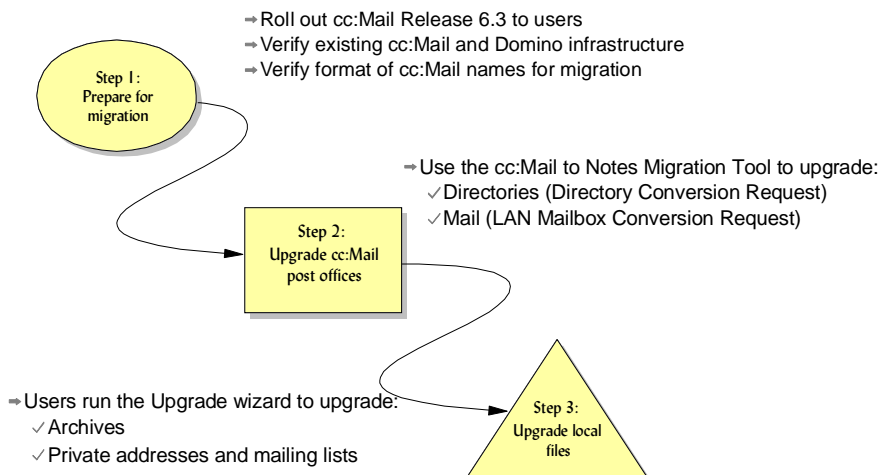 ➡ Roll out cc:Mail Release 6.3 to users
➡ Verify existing cc:Mail and Domino infrastructure
➡ Verify format of cc:Mail names for migration
Step 1:
Prepare for
migration
➡ Use the cc:Mail to Notes Migration Tool to upgrade:
✓ Directories (Directory Conversion Request)
✓ Mail (LAN Mailbox Conversion Request)
Step 2:
Upgrade cc:Mail
post offices
➡ Users run the Upgrade wizard to upgrade:
✓ Archives
✓ Private addresses and mailing lists
Step 3:
Upgrade local
files